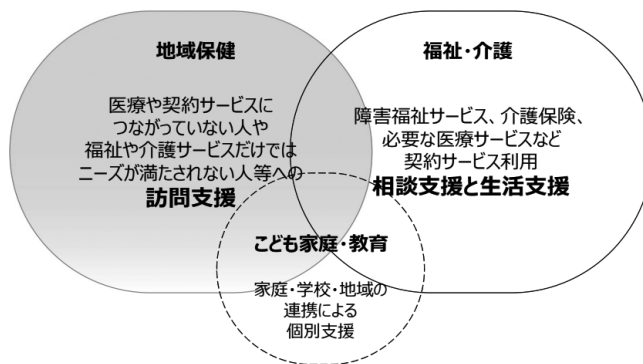 地域保健
医療や契約サービスに
つながっていない人や
福祉や介護サービスだけでは
ニーズが満たされない人等への
訪問支援
福祉・介護
障害福祉サービス、介護保険、
必要な医療サービスなど
契約サービス利用
相談支援と生活支援
こども家庭・教育
家庭・学校・地域の
連携による
個別支援